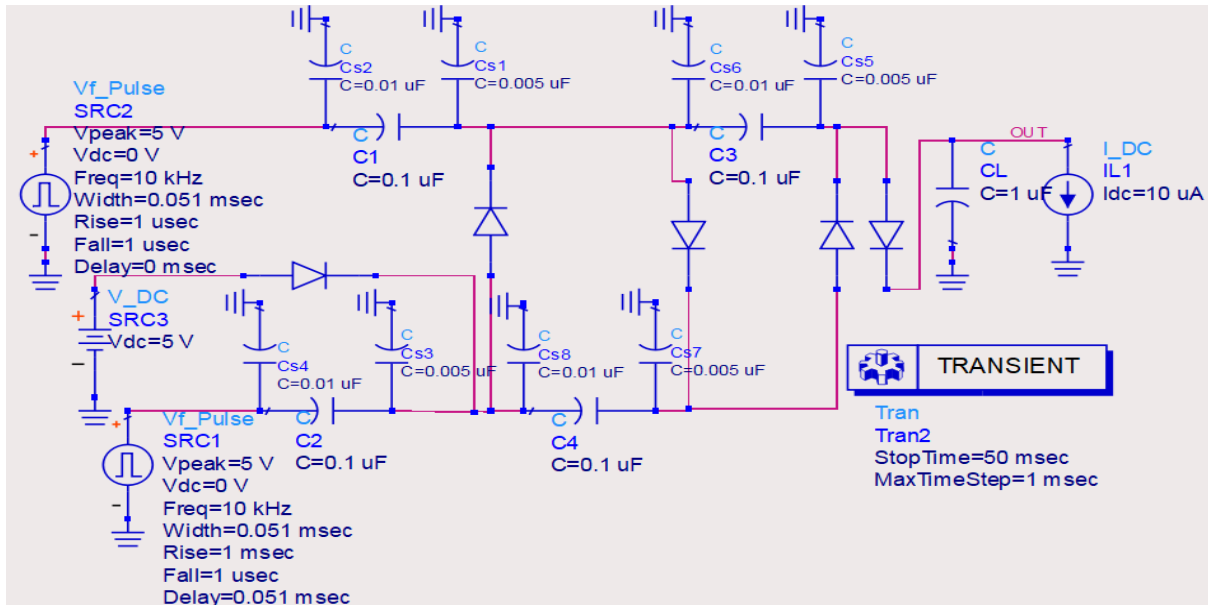 C
Cs2
C=0.01 uF
C
Cs1
C=0.005 uF
C
Cs6
C=0.01 uF
C
Cs5
C=0.005 uF
Vf_Pulse
SRC2
Vpeak=5 V
Vdc=0 V
Freq=10 kHz
Width=0.051 msec
Rise=1 usec
Fall=1 usec
Delay=0 msec
+
−
C
C1
C=0.1 uF
C
C3
C=0.1 uF
OUT
C
CL
C=1 uF
I_DC
IL1
Idc=10 uA
V_DC
SRC3
Vdc=5 V
+
−
C
Cs4
C=0.01 uF
C
Cs3
C=0.005 uF
C
Cs8
C=0.01 uF
C
Cs7
C=0.005 uF
Vf_Pulse
SRC1
Vpeak=5 V
Vdc=0 V
Freq=10 kHz
Width=0.051 msec
Rise=1 msec
Fall=1 usec
Delay=0.051 msec
+
−
C
C2
C=0.1 uF
C
C4
C=0.1 uF
TRANSIENT
Tran
Tran2
StopTime=50 msec
MaxTimeStep=1 msec